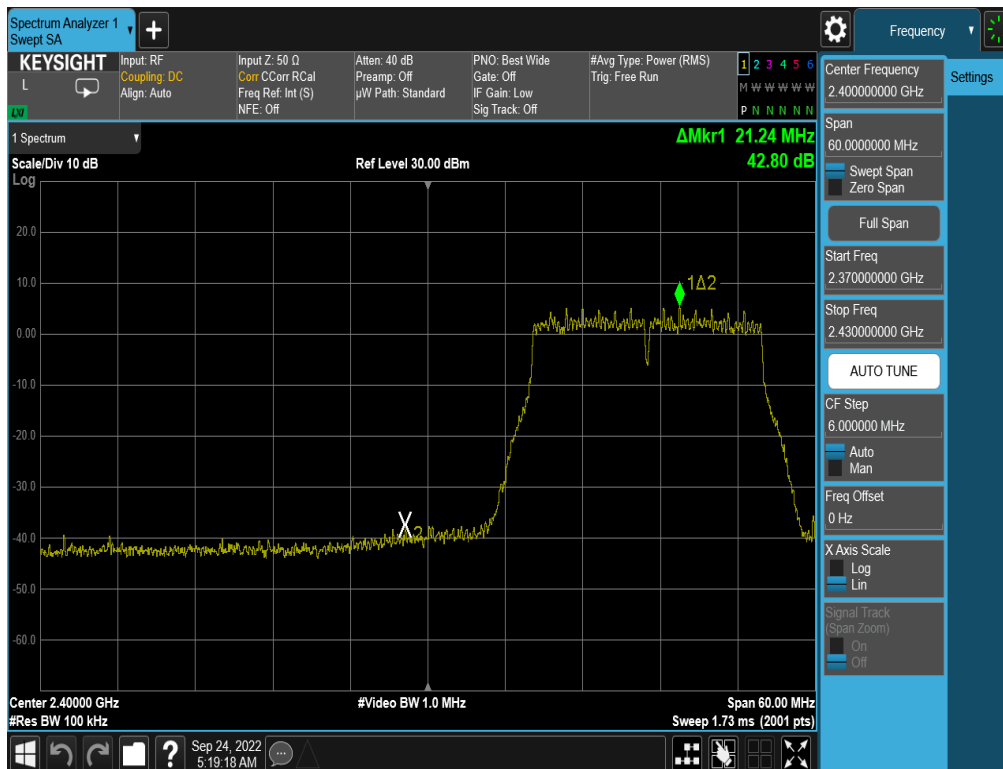 Spectrum Analyzer 1
Swept SA
Frequency
KEYSIGHT
L
LXI
Input: RF
Coupling: DC
Align: Auto
Input Z: 50 Ω
Corr CCorr RCal
Freq Ref: Int (S)
NFE: Off
Atten: 40 dB
Preamp: Off
µW Path: Standard
PNO: Best Wide
Gate: Off
IF Gain: Low
Sig Track: Off
#Avg Type: Power (RMS)
Trig: Free Run
1 2 3 4 5 6
M W W W W W
P N N N N N
1 Spectrum
ΔMkr1 21.24 MHz
42.80 dB
Scale/Div 10 dB
Ref Level 30.00 dBm
Log
20.0
10.0
0.00
-10.0
-20.0
-30.0
-40.0
-50.0
-60.0
1Δ2
X2
Center 2.40000 GHz
#Video BW 1.0 MHz
Span 60.00 MHz
#Res BW 100 kHz
Sweep 1.73 ms (2001 pts)
Sep 24, 2022
5:19:18 AM
Center Frequency
2.400000000 GHz
Settings
Span
60.0000000 MHz
Swept Span
Zero Span
Full Span
Start Freq
2.370000000 GHz
Stop Freq
2.430000000 GHz
AUTO TUNE
CF Step
6.000000 MHz
Auto
Man
Freq Offset
0 Hz
X Axis Scale
Log
Lin
Signal Track
(Span Zoom)
On
Off